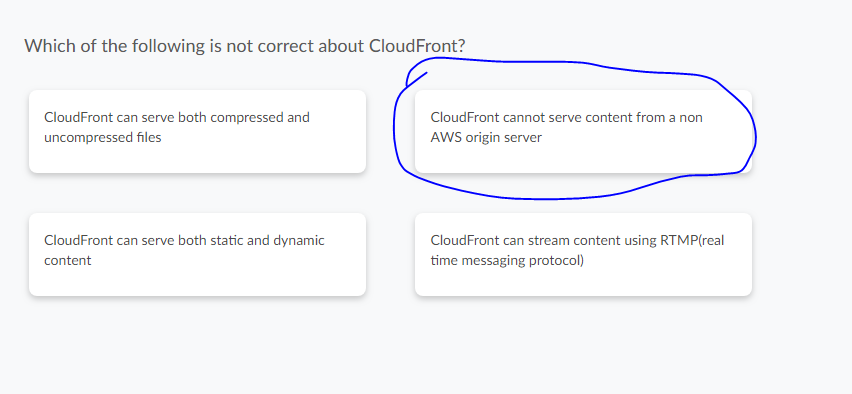 Which of the following is not correct about CloudFront?
CloudFront can serve both compressed and
uncompressed files
CloudFront cannot serve content from a non
AWS origin server
CloudFront can serve both static and dynamic
content
CloudFront can stream content using RTMP(real
time messaging protocol)